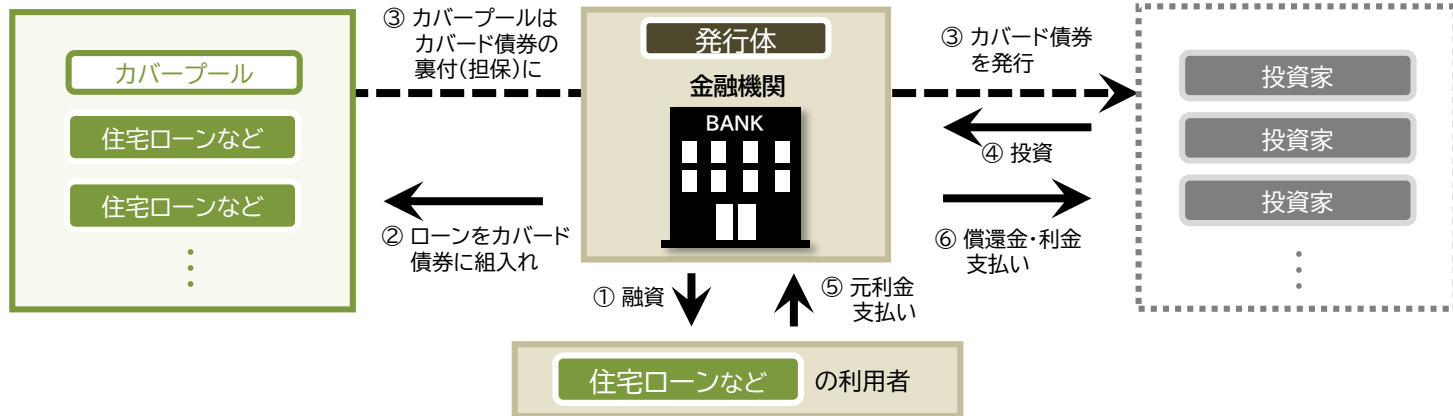 カバープール
住宅ローンなど
住宅ローンなど
③ カバープールは
カバード債券の
裏付(担保)に
② ローンをカバード
債券に組入れ
発行体
金融機関
BANK
① 融資
⑤ 元利金
支払い
住宅ローンなど の利用者
③ カバード債券
を発行
④ 投資
⑥ 償還金・利金
支払い
投資家
投資家
投資家